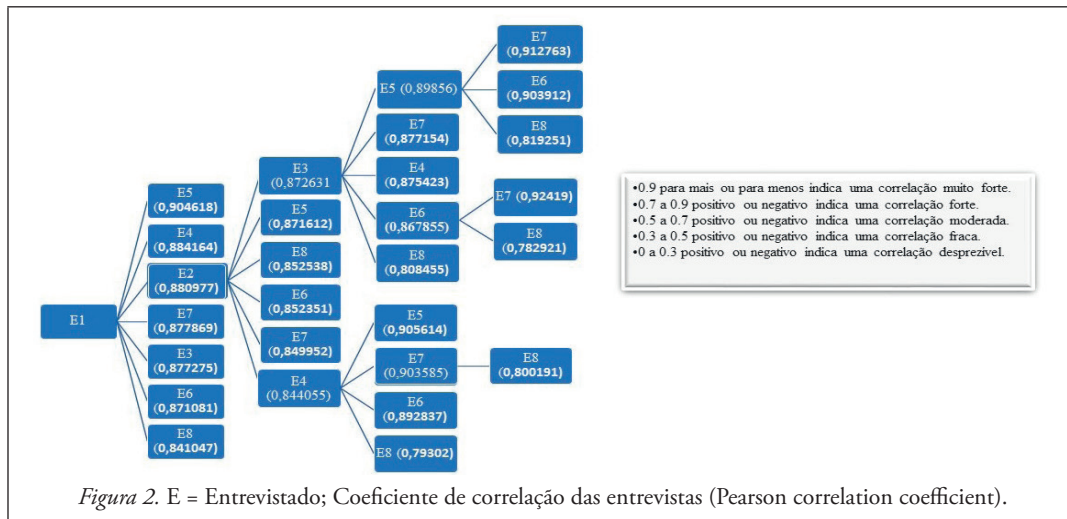 E1
E5
(0,904618)
E4
(0,884164)
E2
(0,880977)
E7
(0,877869)
E3
(0,877275)
E6
(0,871081)
E8
(0,841047)
E3
(0,872631
E5
(0,871612)
E8
(0,852538)
E6
(0,852351)
E7
(0,849952)
E4
(0,844055)
E5 (0,89856)
E7
(0,877154)
E4
(0,875423)
E6
(0,867855)
E8
(0,808455)
E5
(0,905614)
E7
(0,903585)
E6
(0,892837)
E8 (0,79302)
E7
(0,912763)
E6
(0,903912)
E8
(0,819251)
E7 (0,92419)
E8
(0,782921)
E8
(0,800191)
•0.9 para mais ou para menos indica uma correlação muito forte.
•0.7 a 0.9 positivo ou negativo indica uma correlação forte.
•0.5 a 0.7 positivo ou negativo indica uma correlação moderada.
•0.3 a 0.5 positivo ou negativo indica uma correlação fraca.
•0 a 0.3 positivo ou negativo indica uma correlação desprezível.
Figura 2. E = Entrevistado; Coeficiente de correlação das entrevistas (Pearson correlation coefficient).